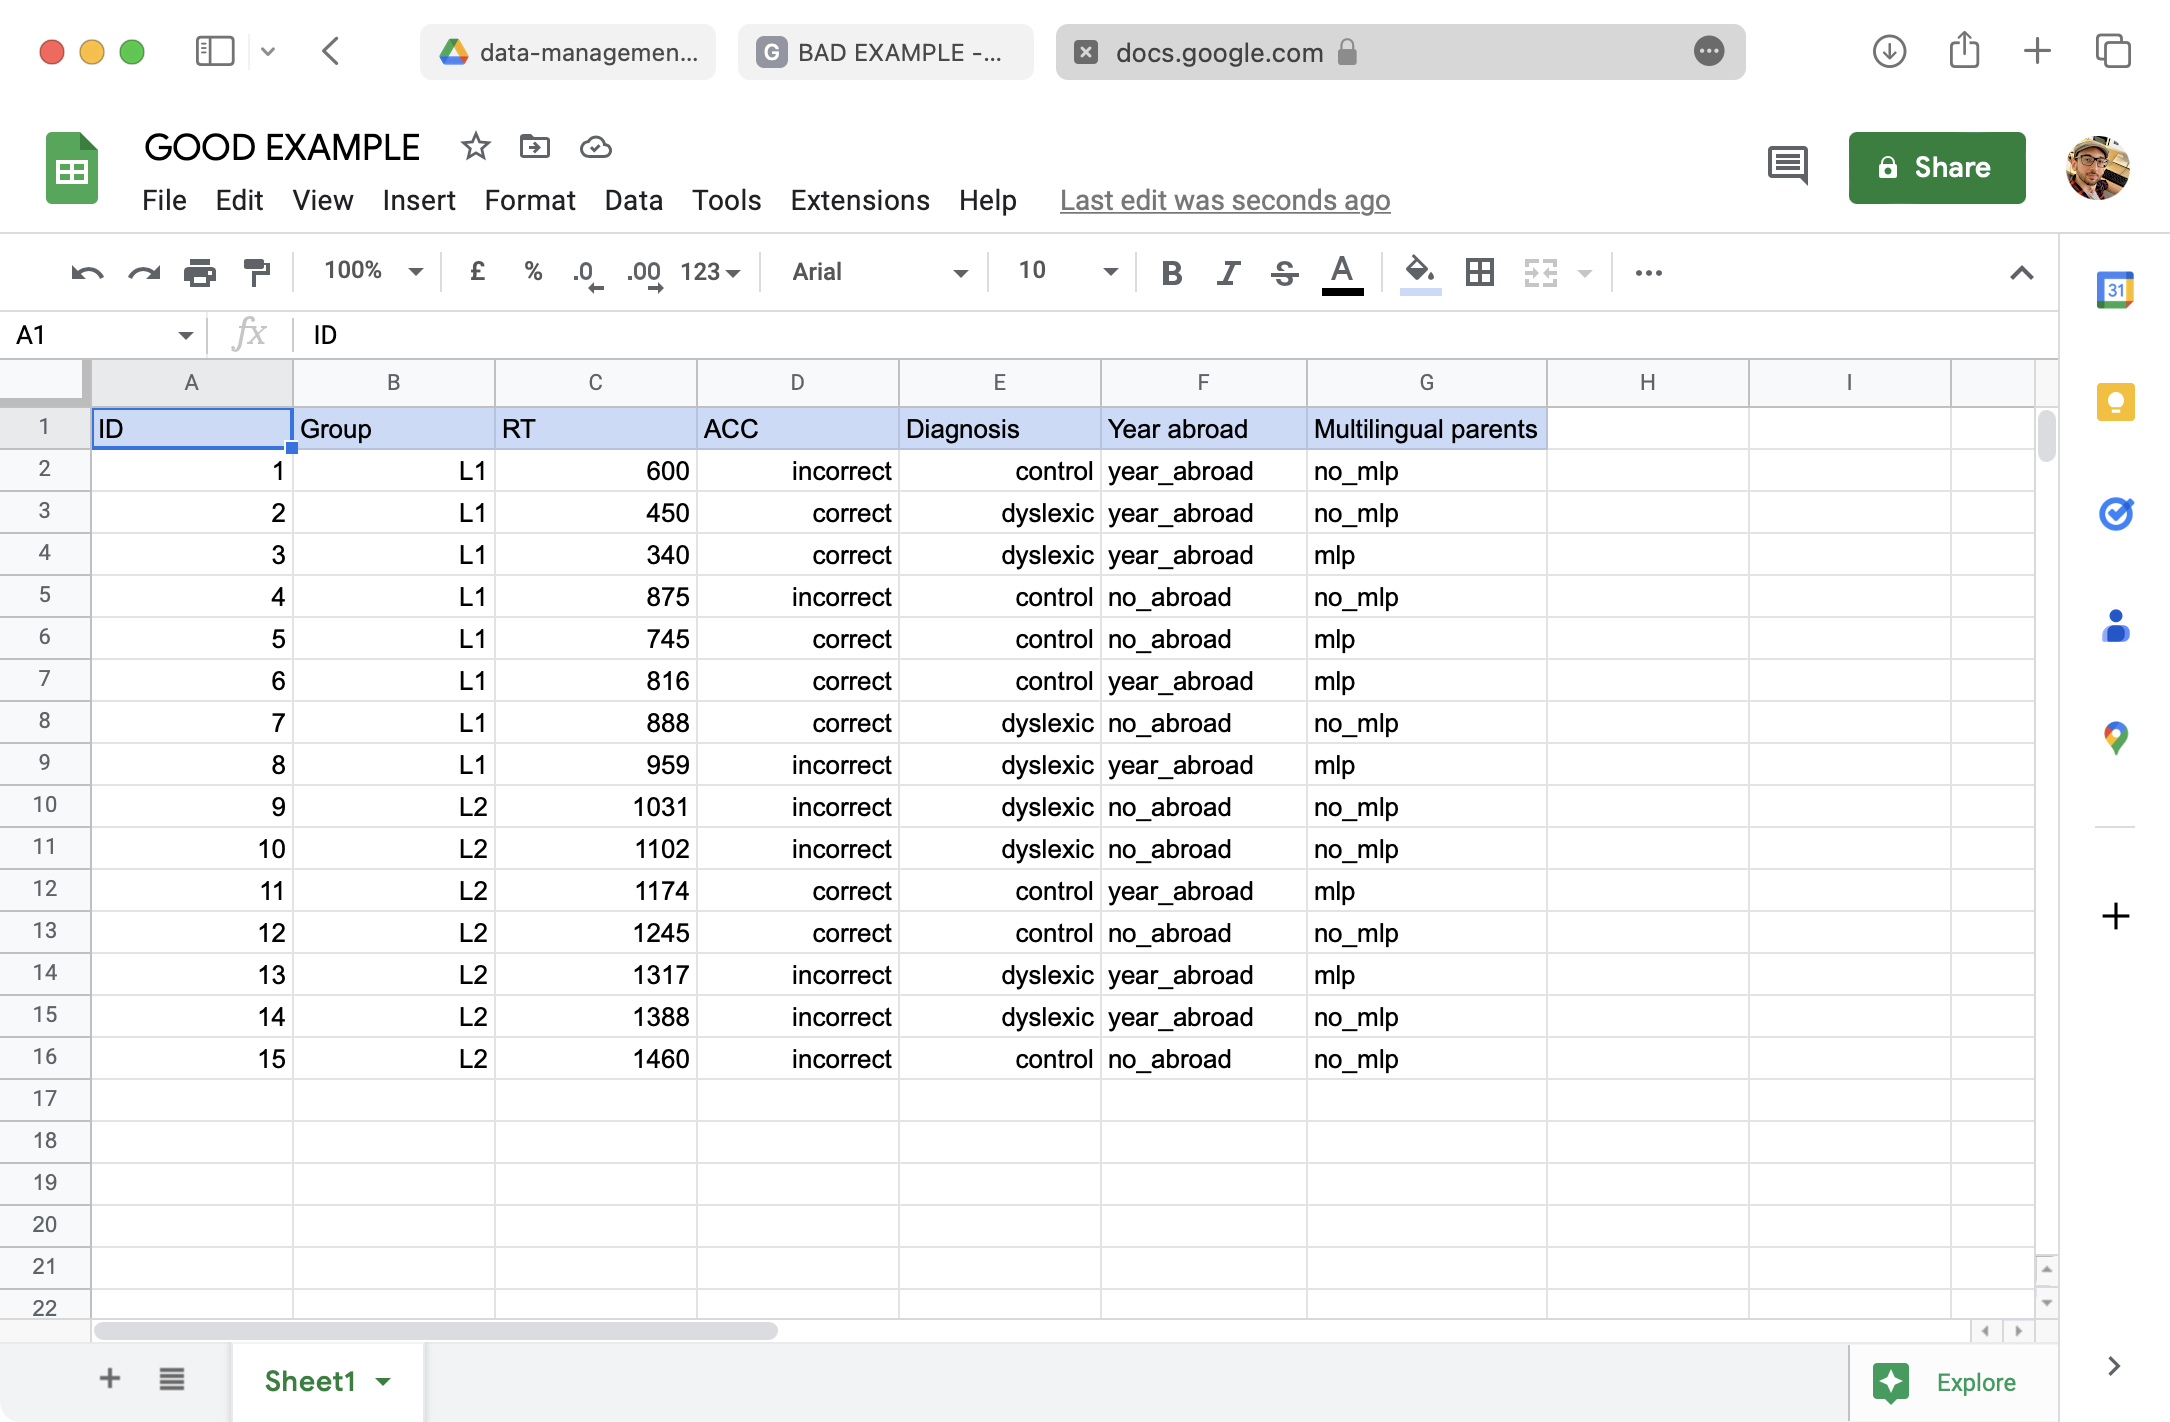 data-managemen...
G BAD EXAMPLE -...
docs.google.com
GOOD EXAMPLE
File Edit View Insert Format Data Tools Extensions Help Last edit was seconds ago
Share
100% £ % .0 .00 123 Arial 10 B I S A
31
A1 fx ID
A B C D E F G H I
1 ID Group RT ACC Diagnosis Year abroad Multilingual parents
2 1 L1 600 incorrect control year_abroad no_mlp
3 2 L1 450 correct dyslexic year_abroad no_mlp
4 3 L1 340 correct dyslexic year_abroad mlp
5 4 L1 875 incorrect control no_abroad no_mlp
6 5 L1 745 correct control no_abroad mlp
7 6 L1 816 correct control year_abroad mlp
8 7 L1 888 correct dyslexic no_abroad no_mlp
9 8 L1 959 incorrect dyslexic year_abroad mlp
10 9 L2 1031 incorrect dyslexic no_abroad no_mlp
11 10 L2 1102 incorrect dyslexic no_abroad no_mlp
12 11 L2 1174 correct control year_abroad mlp
13 12 L2 1245 correct control no_abroad no_mlp
14 13 L2 1317 incorrect dyslexic year_abroad mlp
15 14 L2 1388 incorrect dyslexic year_abroad no_mlp
16 15 L2 1460 incorrect control no_abroad no_mlp
17
18
19
20
21
22
Sheet1
Explore